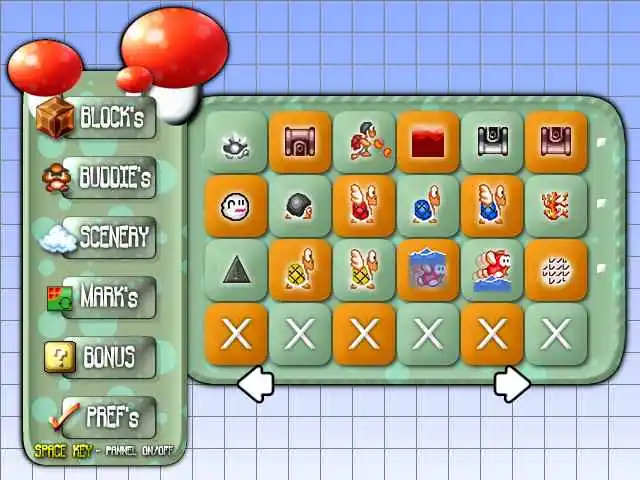 BLOCK's
BUDDIE's
SCENERY
MARK's
BONUS
PREF's
SPACE KEY - PANNEL ON/OFF